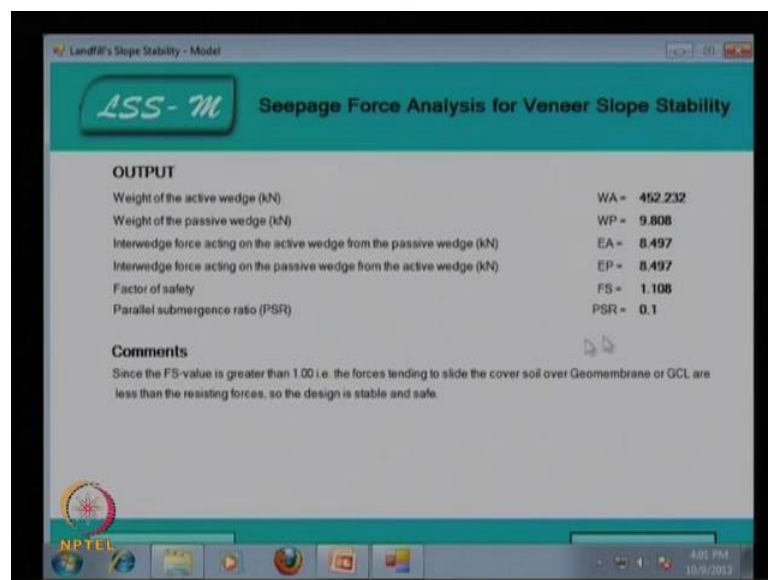 Landfill's Slope Stability - Model
LSS- M
Seepage Force Analysis for Veneer Slope Stability
OUTPUT
Weight of the active wedge (kN) WA = 452.232
Weight of the passive wedge (kN) WP = 9.808
Interwedge force acting on the active wedge from the passive wedge (kN) EA = 8.497
Interwedge force acting on the passive wedge from the active wedge (kN) EP = 8.497
Factor of safety FS = 1.108
Parallel submergence ratio (PSR) PSR = 0.1
Comments
Since the FS-value is greater than 1.00 i.e. the forces tending to slide the cover soil over Geomembrane or GCL are
less than the resisting forces, so the design is stable and safe.
NPTEL
4:01 PM
10/9/2013